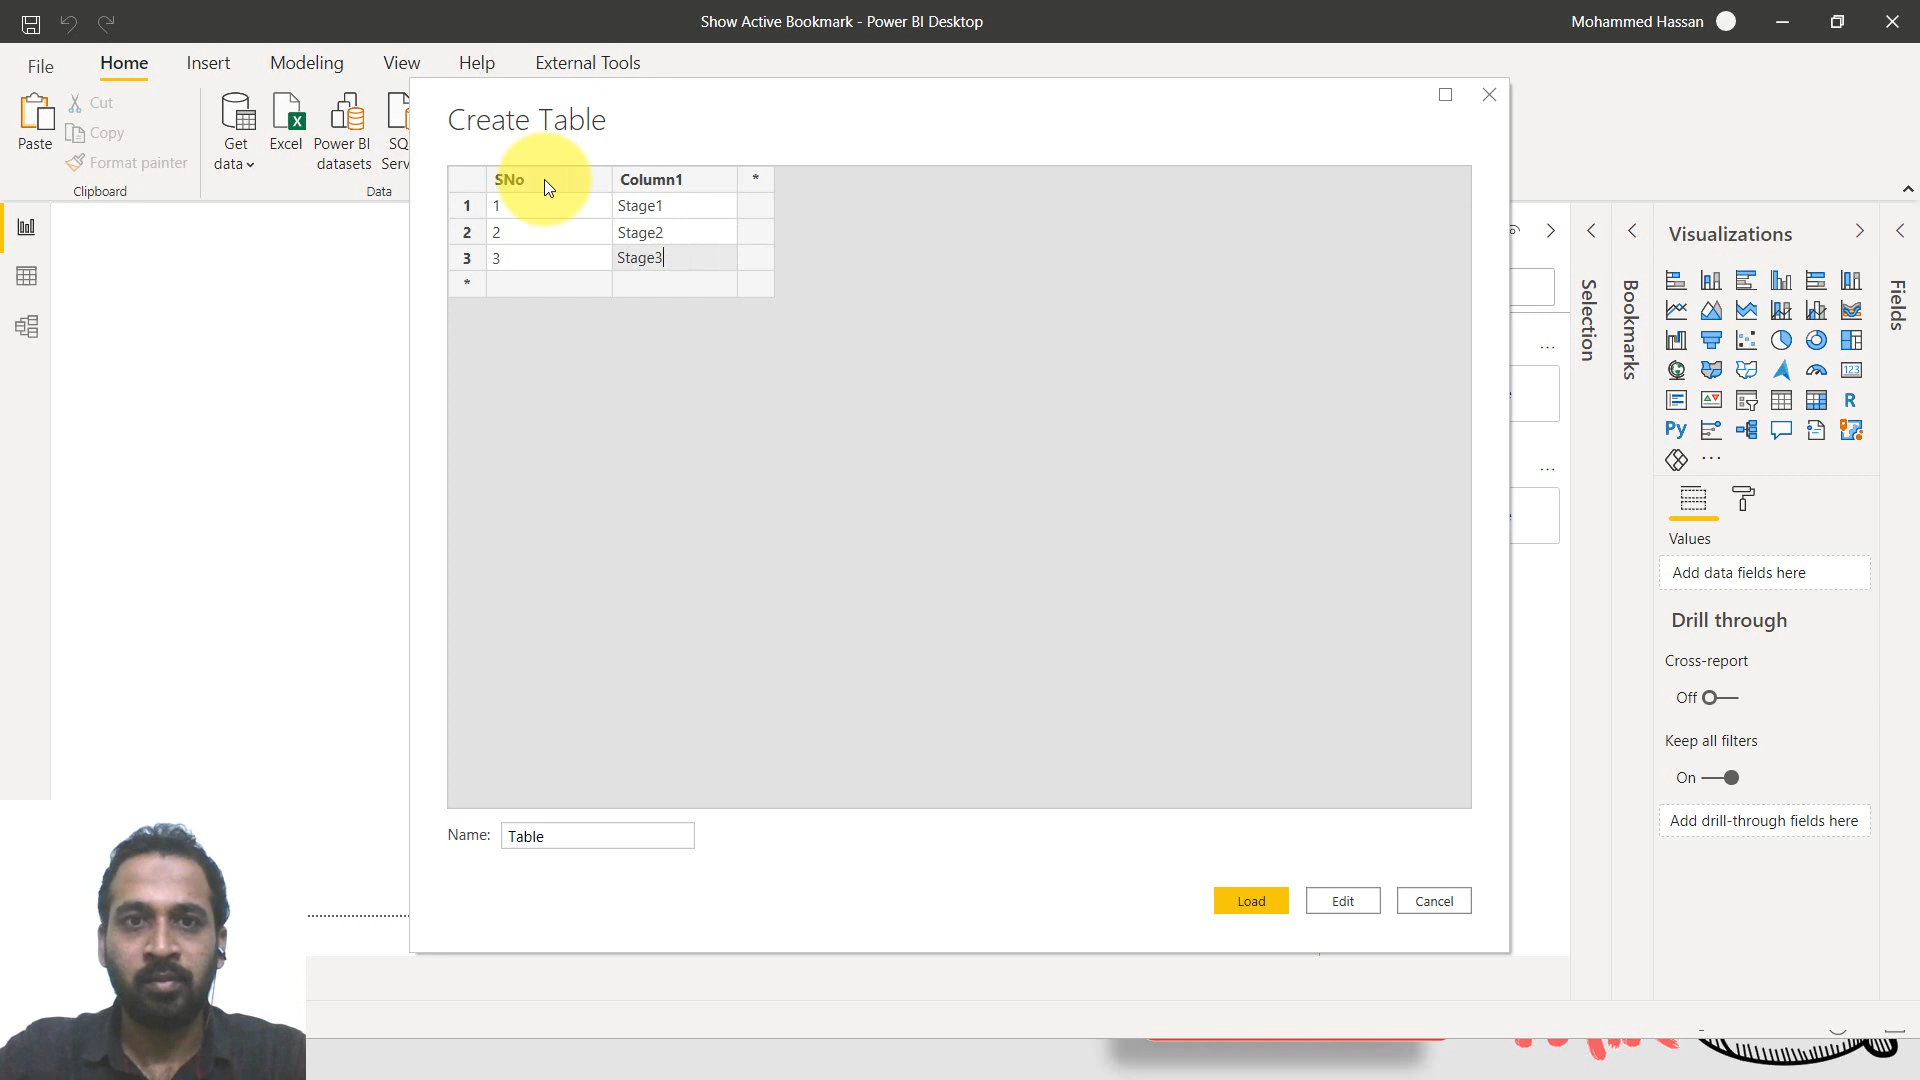 Show Active Bookmark - Power BI Desktop
Mohammed Hassan
File
Home
Insert
Modeling
View
Help
External Tools
Paste
Cut
Copy
Format painter
Clipboard
Get
data
Excel
Power BI
datasets
SQ
Serv
Data
Create Table
SNo Column1 *
1 1 Stage1
2 2 Stage2
3 3 Stage3
*
Name: Table
Load
Edit
Cancel
Selection
Bookmarks
Visualizations
Fields
123
R
Py
Values
Add data fields here
Drill through
Cross-report
Off
Keep all filters
On
Add drill-through fields here